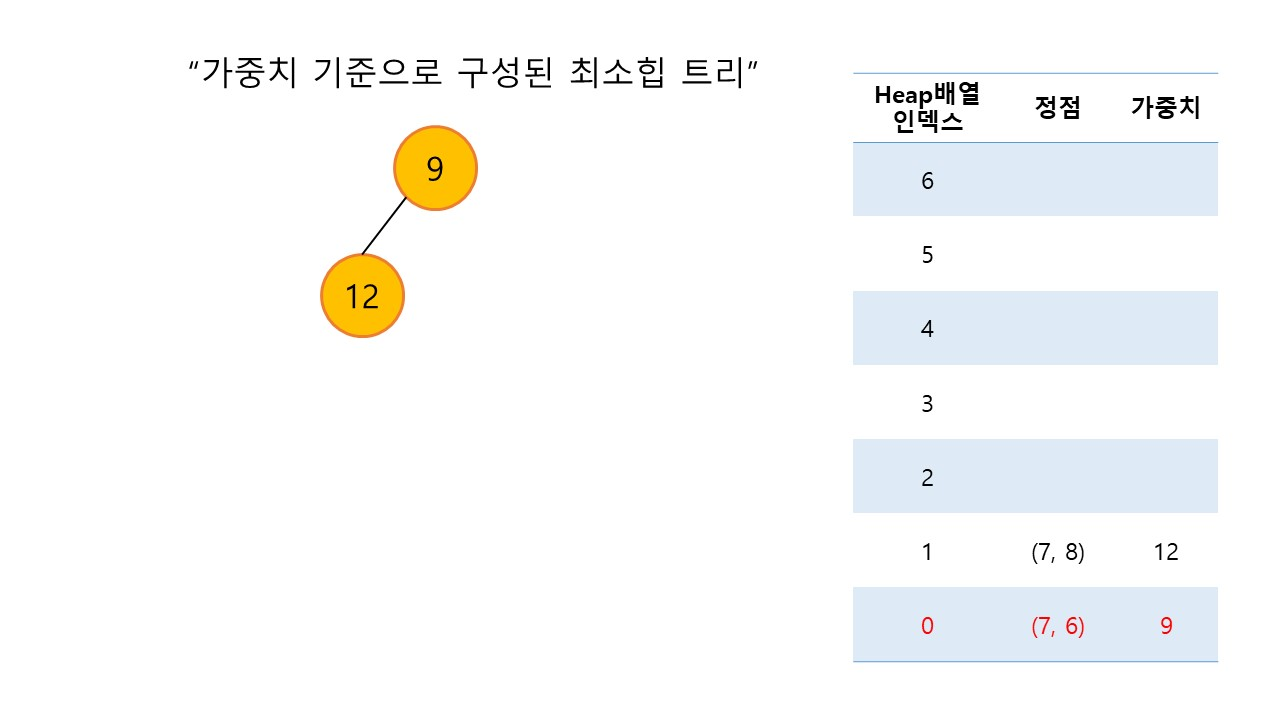 “가중치 기준으로 구성된 최소힙 트리”
9
12
Heap배열
인덱스 정점 가중치
6
5
4
3
2
1 (7, 8) 12
0 (7, 6) 9